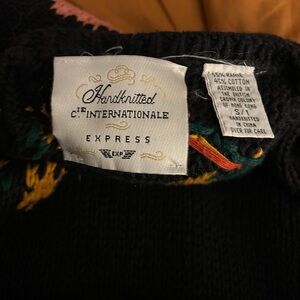 Handknitted
CIE INTERNATIONALE
EXPRESS
EXP
55% RAMIE
45% COTTON
ASSEMBLED IN
THE BRITISH
CROWN COLONY
OF HONG KONG
S/1
HANDKNITTED
IN CHINA
OVER FOR CARE